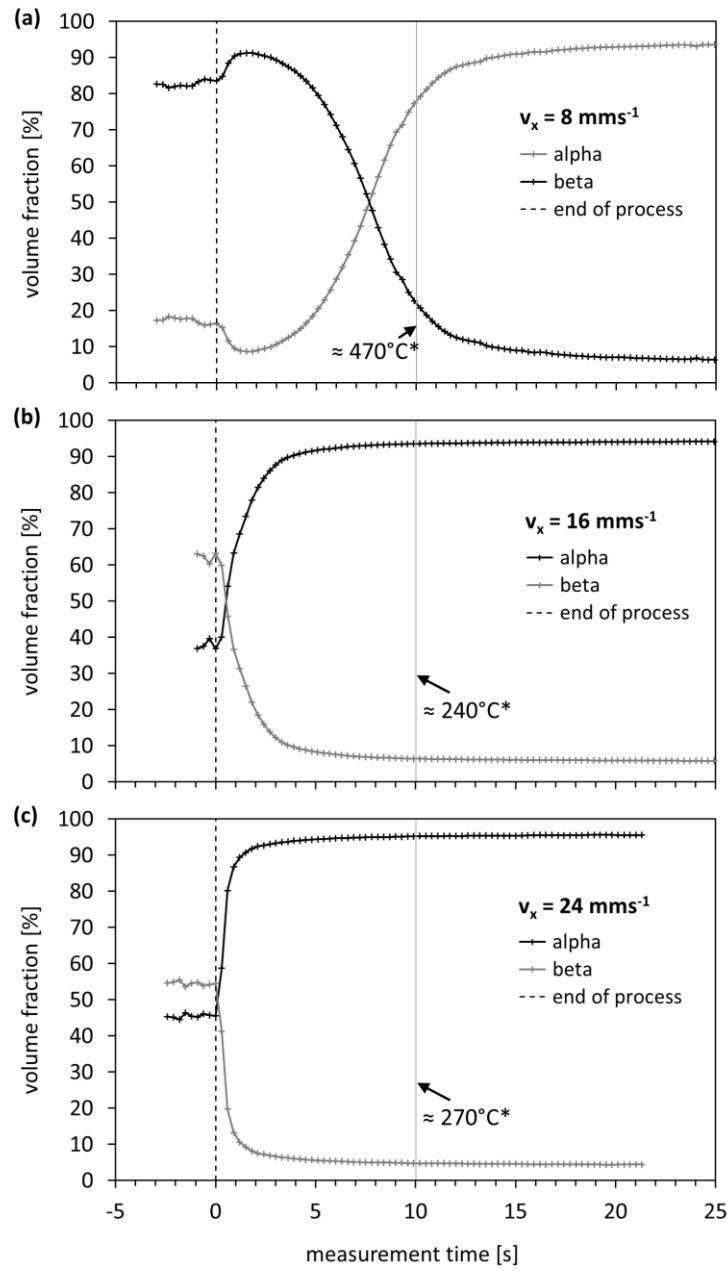 (a)
100
90
80
70
60
50
40
30
20
10
0
volume fraction [%]
vₓ = 8 mms⁻¹
alpha
beta
end of process
≈ 470°C*
(b)
100
90
80
70
60
50
40
30
20
10
0
volume fraction [%]
vₓ = 16 mms⁻¹
alpha
beta
end of process
≈ 240°C*
(c)
100
90
80
70
60
50
40
30
20
10
0
volume fraction [%]
vₓ = 24 mms⁻¹
alpha
beta
end of process
≈ 270°C*
-5 0 5 10 15 20 25
measurement time [s]